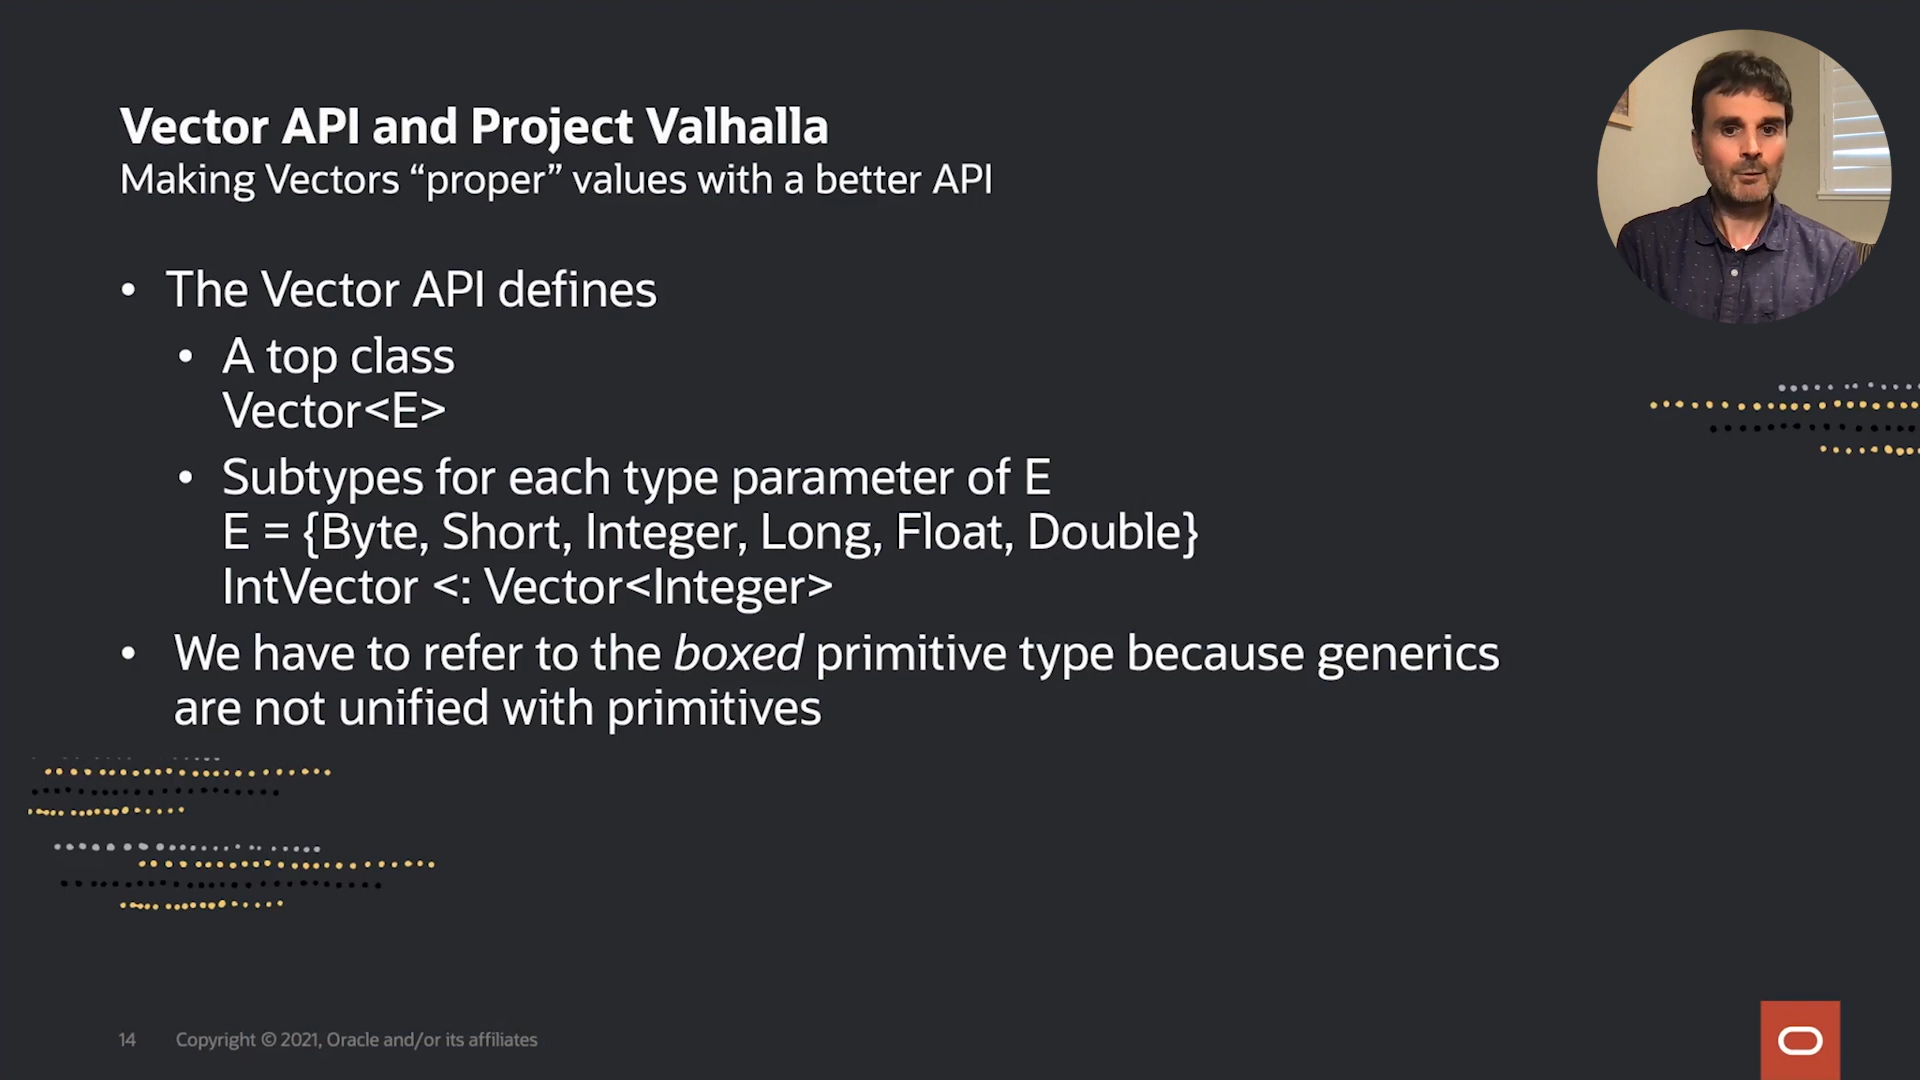 Vector API and Project Valhalla
Making Vectors “proper” values with a better API
• The Vector API defines
• A top class
Vector<E>
• Subtypes for each type parameter of E
E = {Byte, Short, Integer, Long, Float, Double}
IntVector <: Vector<Integer>
• We have to refer to the boxed primitive type because generics
are not unified with primitives
14 Copyright © 2021, Oracle and/or its affiliates